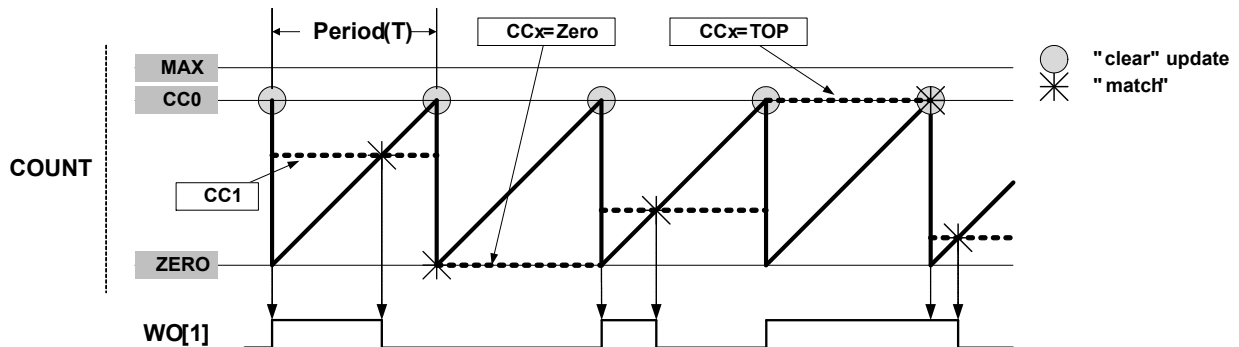 Period(T)
CCx=Zero
CCx=TOP
"clear" update
"match"
MAX
CC0
COUNT
CC1
ZERO
WO[1]